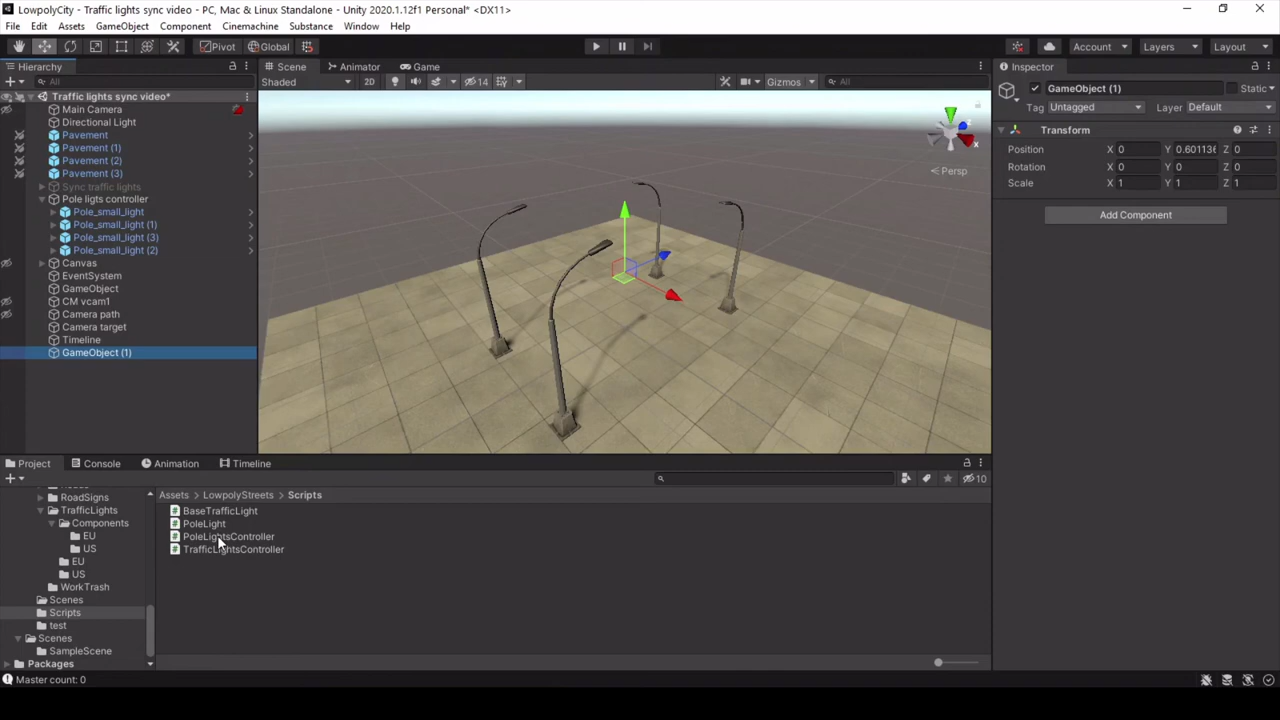 LowpolyCity - Traffic lights sync video* - PC, Mac & Linux Standalone - Unity 2020.1.12f1 Personal* <DX11>
File Edit Assets GameObject Component Cinemachine Substance Window Help
Pivot Global Account Layers Layout
Hierarchy Scene Animator Game Inspector
All Shaded 2D 14 Gizmos All
GameObject (1) Static
Tag Untagged Layer Default
Transform
Position X 0 Y 0.601136 Z 0
Rotation X 0 Y 0 Z 0
Scale X 1 Y 1 Z 1
Add Component
Traffic lights sync video*
Main Camera
Directional Light
Pavement
Pavement (1)
Pavement (2)
Pavement (3)
Sync traffic lights
Pole ligts controller
Pole_small_light
Pole_small_light (1)
Pole_small_light (3)
Pole_small_light (2)
Canvas
EventSystem
GameObject
CM vcam1
Camera path
Camera target
Timeline
GameObject (1)
x
Persp
Project Console Animation Timeline
10
RoadSigns
TrafficLights
Components
EU
US
EU
US
WorkTrash
Scenes
Scripts
test
Scenes
SampleScene
Packages
Assets > LowpolyStreets > Scripts
BaseTrafficLight
PoleLight
PoleLightsController
TrafficLightsController
Master count: 0